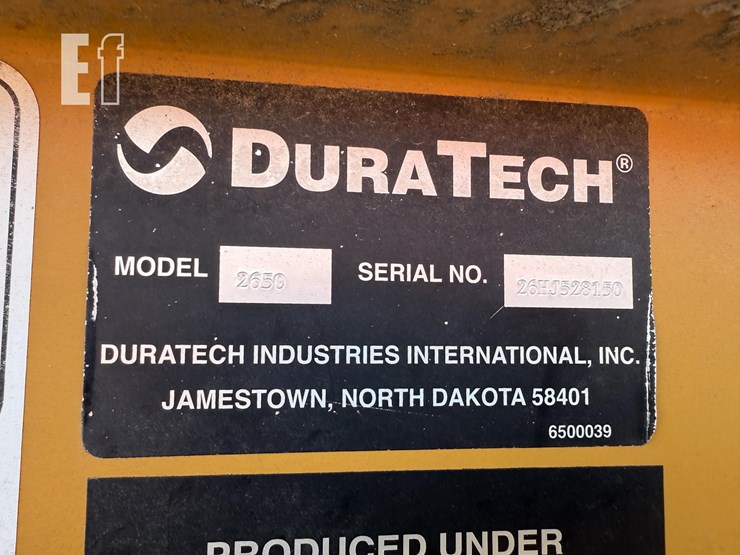 Ef
DURATECH®
MODEL 2650 SERIAL NO. 26HJ528150
DURATECH INDUSTRIES INTERNATIONAL, INC.
JAMESTOWN, NORTH DAKOTA 58401
6500039
PRODUCED UNDER